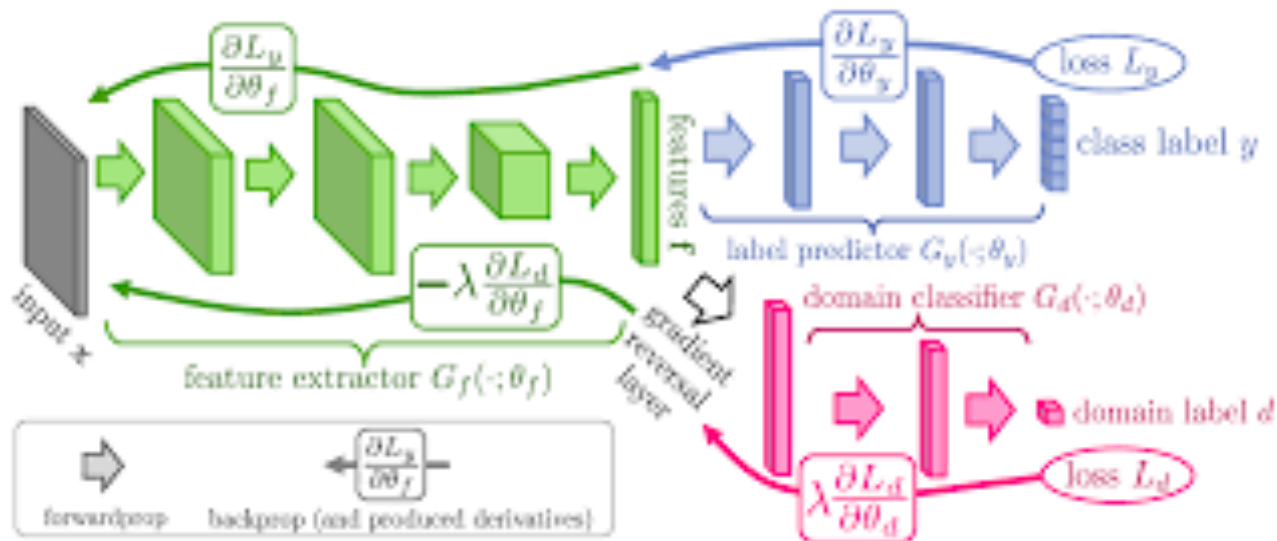 ∂L_y/∂θ_f
∂L_y/∂θ_y
loss L_y
features f
class label y
label predictor G_y(·;θ_y)
input x
−λ ∂L_d/∂θ_f
feature extractor G_f(·;θ_f)
gradient
reversal
layer
domain classifier G_d(·;θ_d)
domain label d
λ ∂L_d/∂θ_d
loss L_d
∂L_y/∂θ_f
forwardprop
backprop (and produced derivatives)